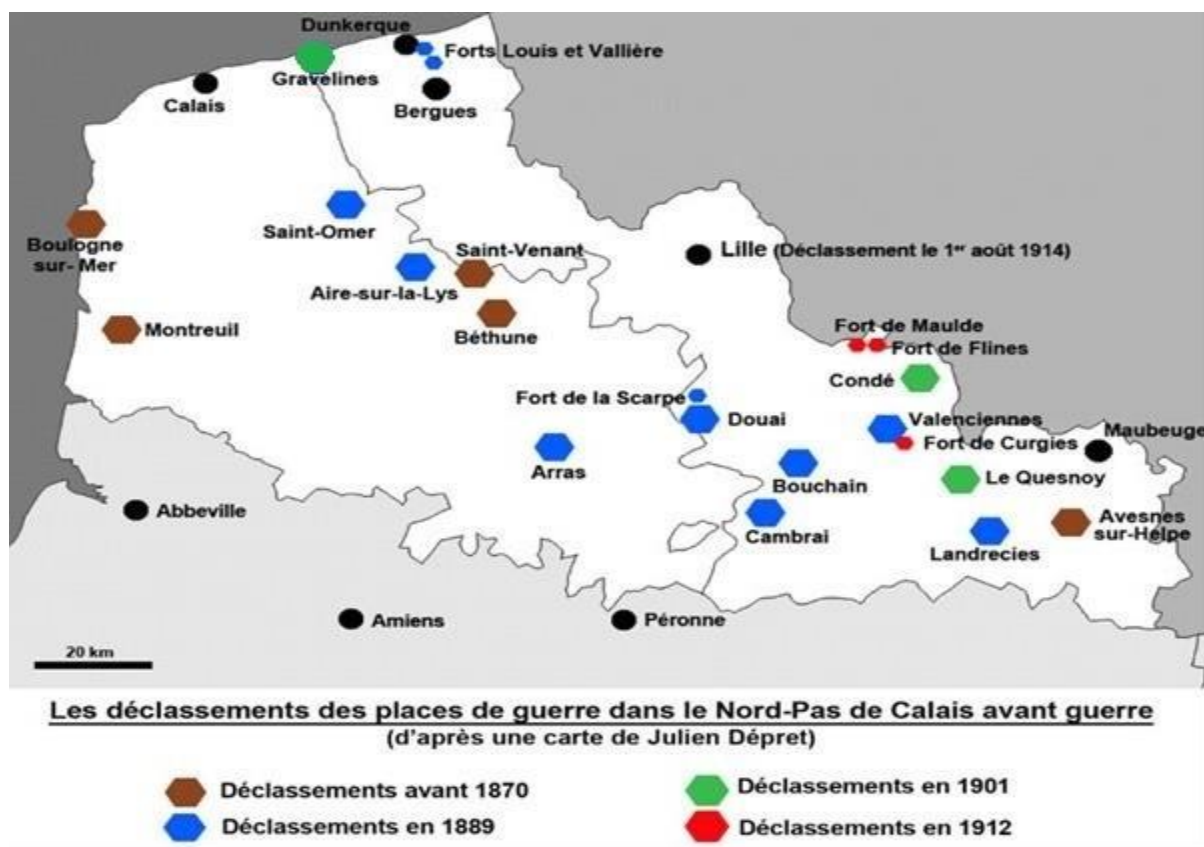 Dunkerque
Forts Louis et Vallière
Gravelines
Calais
Bergues
Boulogne
sur- Mer
Saint-Omer
Saint-Venant
Lille (Déclassement le 1er août 1914)
Aire-sur-la-Lys
Montreuil
Béthune
Fort de Maulde
Fort de Flines
Condé
Fort de la Scarpe
Douai
Valenciennes
Maubeuge
Fort de Curgies
Arras
Bouchain
Le Quesnoy
Abbeville
Cambrai
Landrecies
Avesnes
sur-Helpe
Amiens
Péronne
20 km
Les déclassements des places de guerre dans le Nord-Pas de Calais avant guerre
(d'après une carte de Julien Dépret)
Déclassements avant 1870
Déclassements en 1901
Déclassements en 1889
Déclassements en 1912